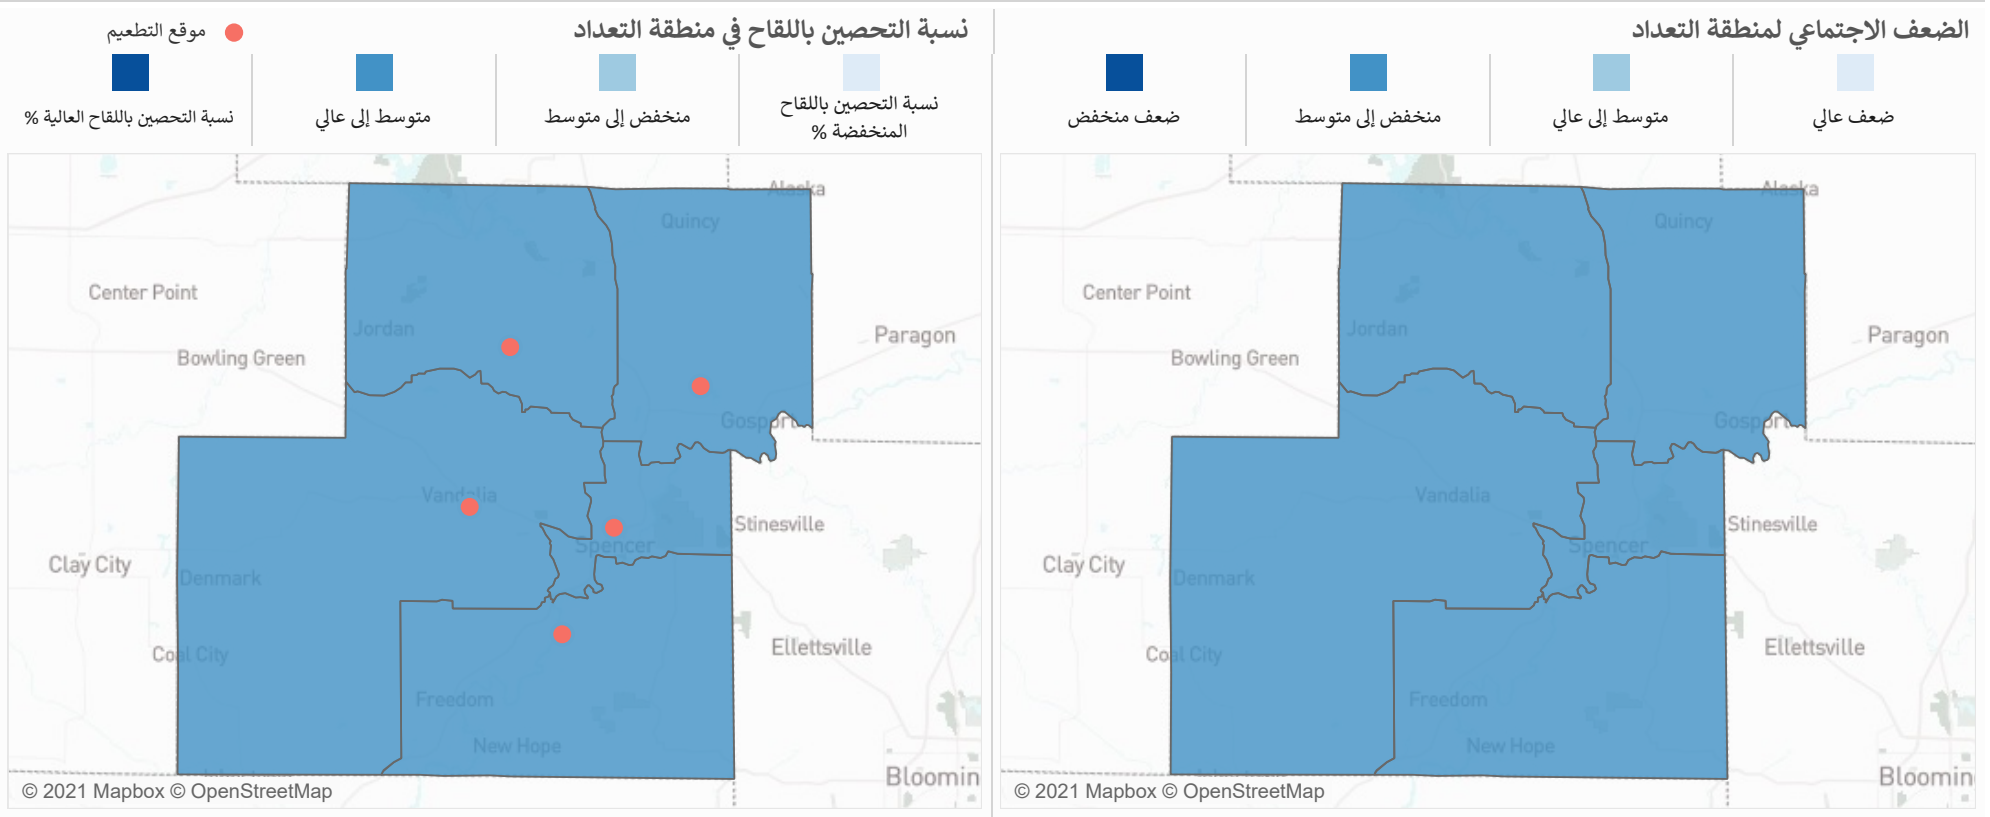 الضعف الاجتماعي لمنطقة التعداد
ضعف عالي
متوسط إلى عالي
منخفض إلى متوسط
ضعف منخفض
Alaska
Quincy
Center Point
Jordan
Paragon
Bowling Green
Gosport
Vandalia
Stinesville
Spencer
Clay City
Denmark
Ellettsville
Coal City
Freedom
New Hope
Bloomin
© 2021 Mapbox © OpenStreetMap
نسبة التحصين باللقاح في منطقة التعداد
موقع التطعيم
نسبة التحصين باللقاح
المنخفضة %
منخفض إلى متوسط
متوسط إلى عالي
نسبة التحصين باللقاح العالية %
Alaska
Quincy
Center Point
Jordan
Paragon
Bowling Green
Gosport
Vandalia
Stinesville
Spencer
Clay City
Denmark
Ellettsville
Coal City
Freedom
New Hope
Bloomin
© 2021 Mapbox © OpenStreetMap